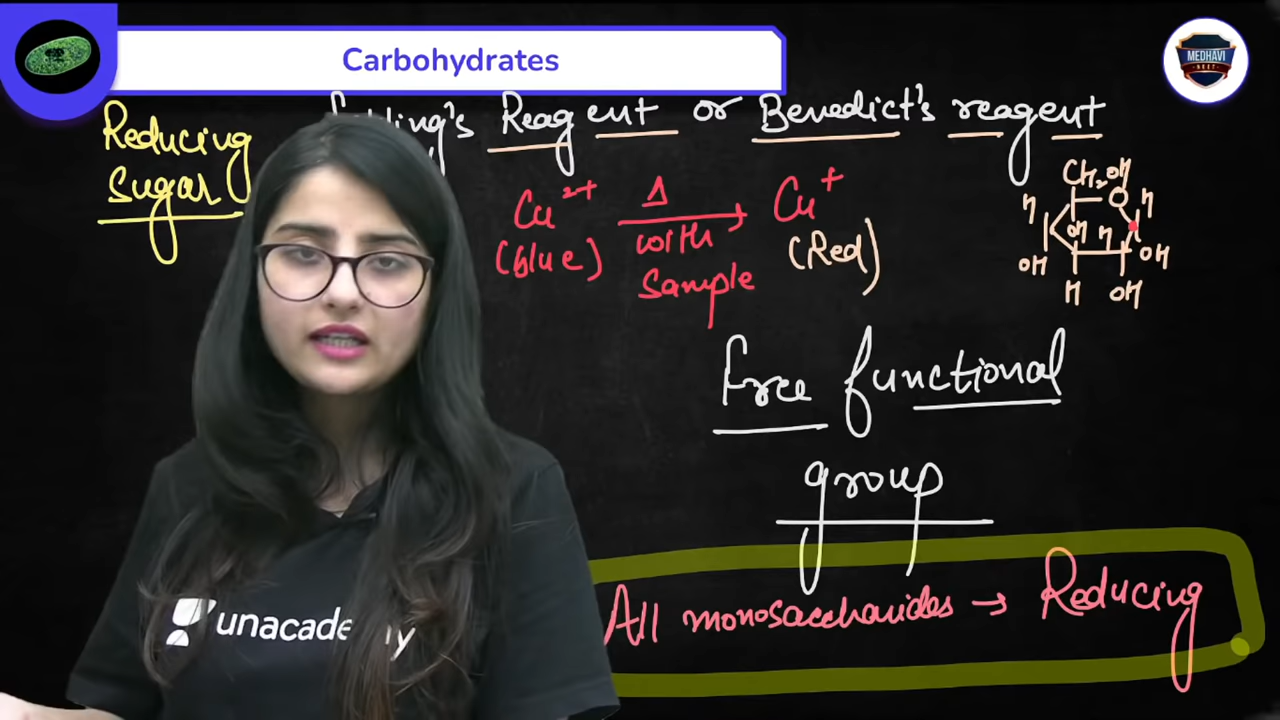 Carbohydrates
MEDHAVI
NEET
Reducing
Sugar
Reagent or Benedict's reagent
Cu²⁺ Δ with Sample → Cu⁺
(blue) (Red)
CH₂OH
O
H H
OH H
OH OH
H OH
Free functional
group
All monosaccharides → Reducing
unacademy